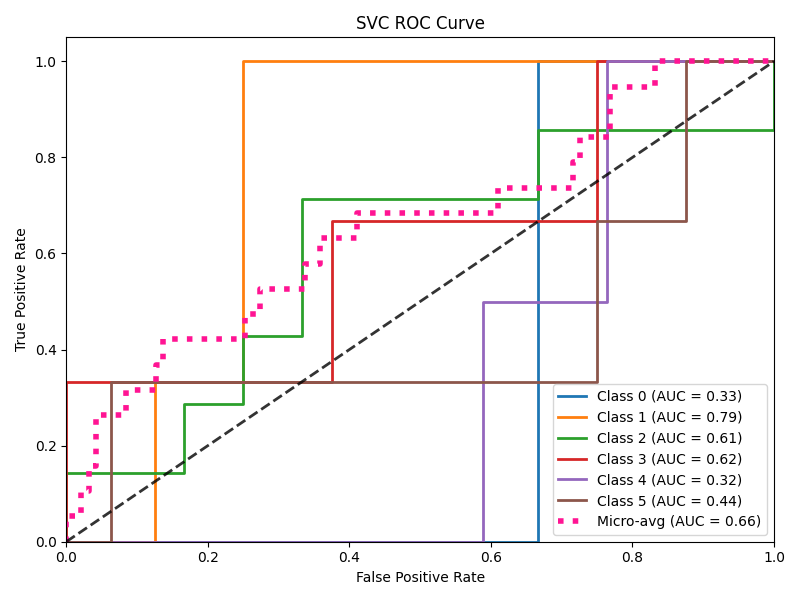 SVC ROC Curve
True Positive Rate
1.0
0.8
0.6
0.4
0.2
0.0
0.0 0.2 0.4 0.6 0.8 1.0
False Positive Rate
Class 0 (AUC = 0.33)
Class 1 (AUC = 0.79)
Class 2 (AUC = 0.61)
Class 3 (AUC = 0.62)
Class 4 (AUC = 0.32)
Class 5 (AUC = 0.44)
Micro-avg (AUC = 0.66)